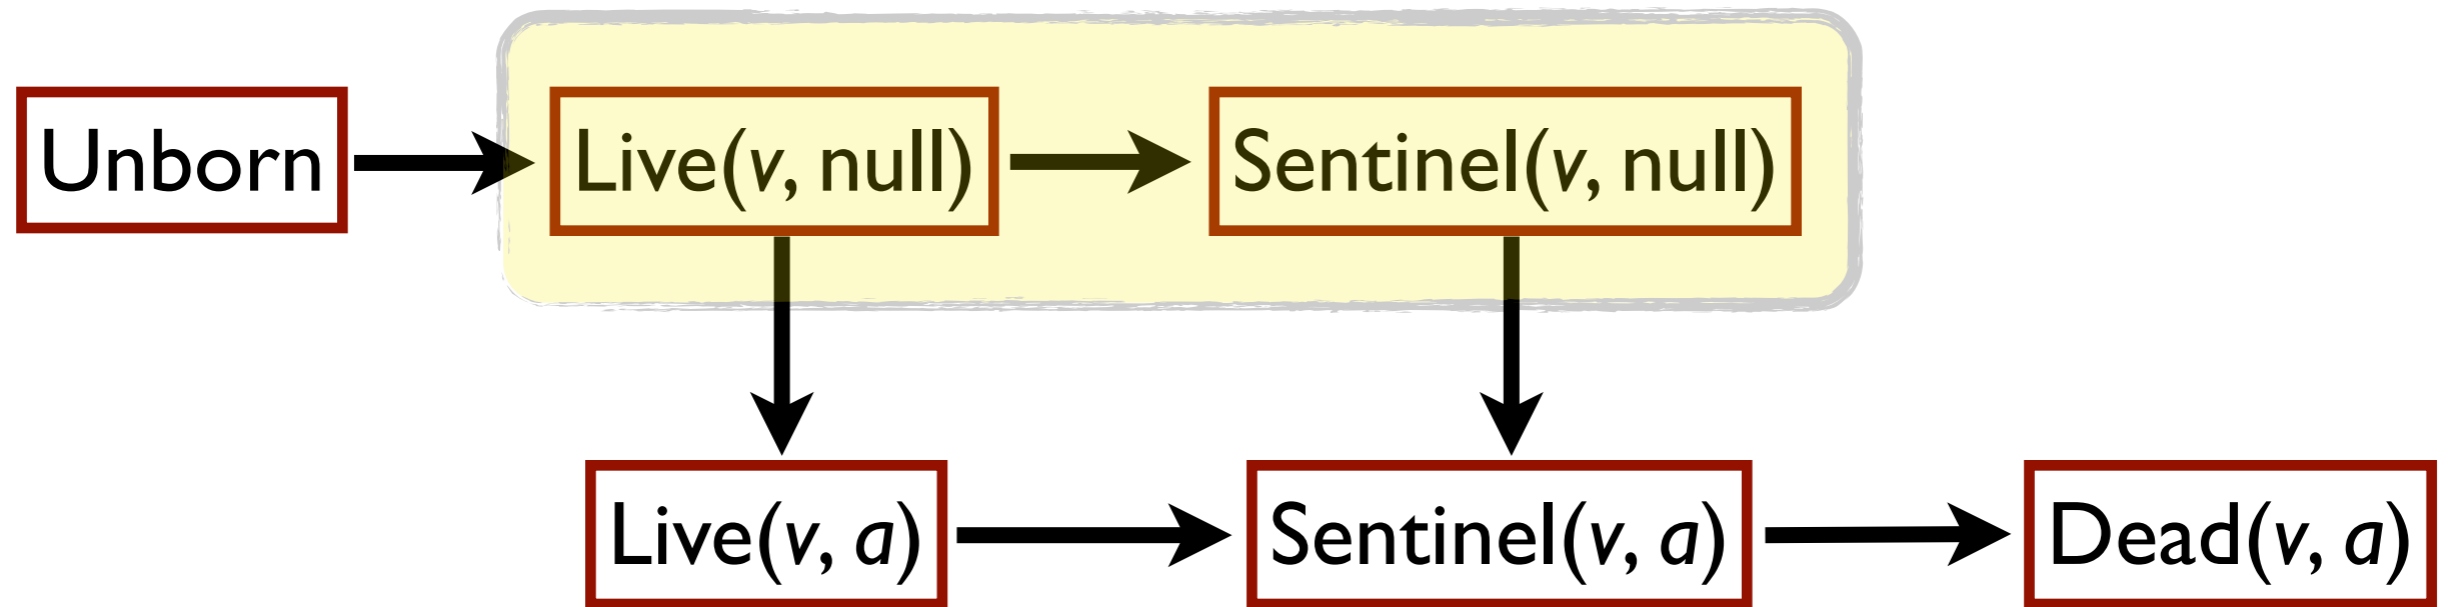 Unborn
Live(v, null)
Sentinel(v, null)
Live(v, a)
Sentinel(v, a)
Dead(v, a)